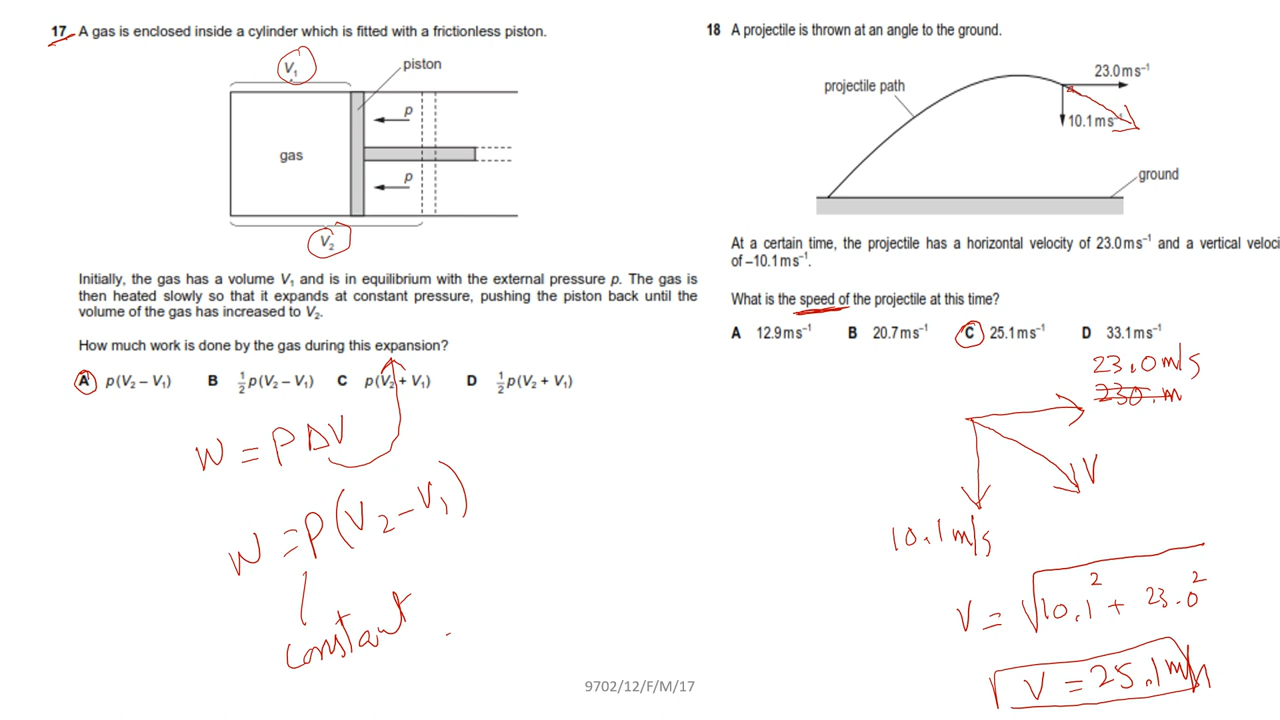 17 A gas is enclosed inside a cylinder which is fitted with a frictionless piston.
V₁
piston
p
gas
p
V₂
Initially, the gas has a volume V₁ and is in equilibrium with the external pressure p. The gas is
then heated slowly so that it expands at constant pressure, pushing the piston back until the
volume of the gas has increased to V₂.
How much work is done by the gas during this expansion?
A p(V₂ – V₁) B ½p(V₂ – V₁) C p(V₂ + V₁) D ½p(V₂ + V₁)
W = P ΔV
W = P(V₂ – V₁)
constant
18 A projectile is thrown at an angle to the ground.
23.0 m s⁻¹
projectile path
10.1 m s⁻¹
ground
At a certain time, the projectile has a horizontal velocity of 23.0 m s⁻¹ and a vertical veloci
of –10.1 m s⁻¹.
What is the speed of the projectile at this time?
A 12.9 m s⁻¹ B 20.7 m s⁻¹ C 25.1 m s⁻¹ D 33.1 m s⁻¹
23.0 m/s
230. m
V
10.1 m/s
V = √10.1² + 23.0²
V = 25.1 m/s
9702/12/F/M/17